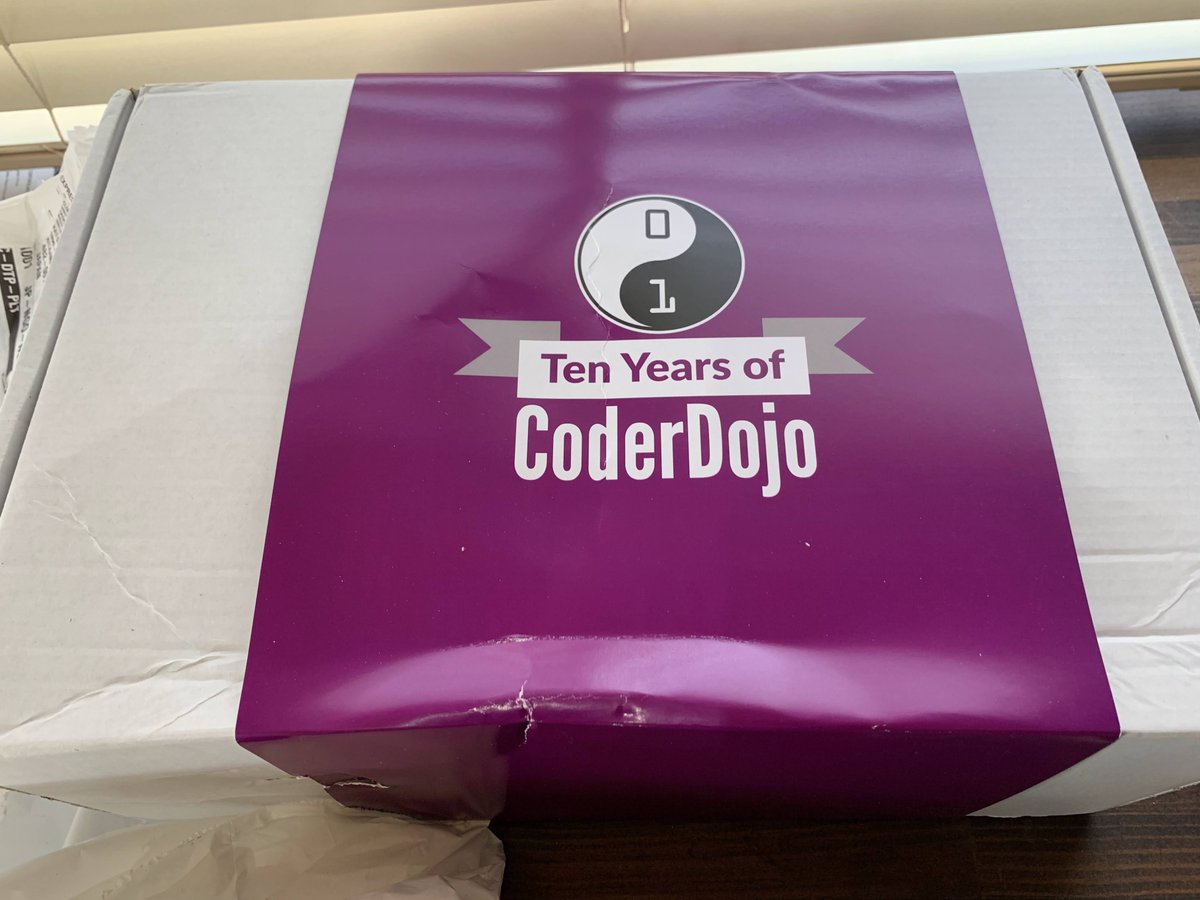 0
1
Ten Years of
CoderDojo